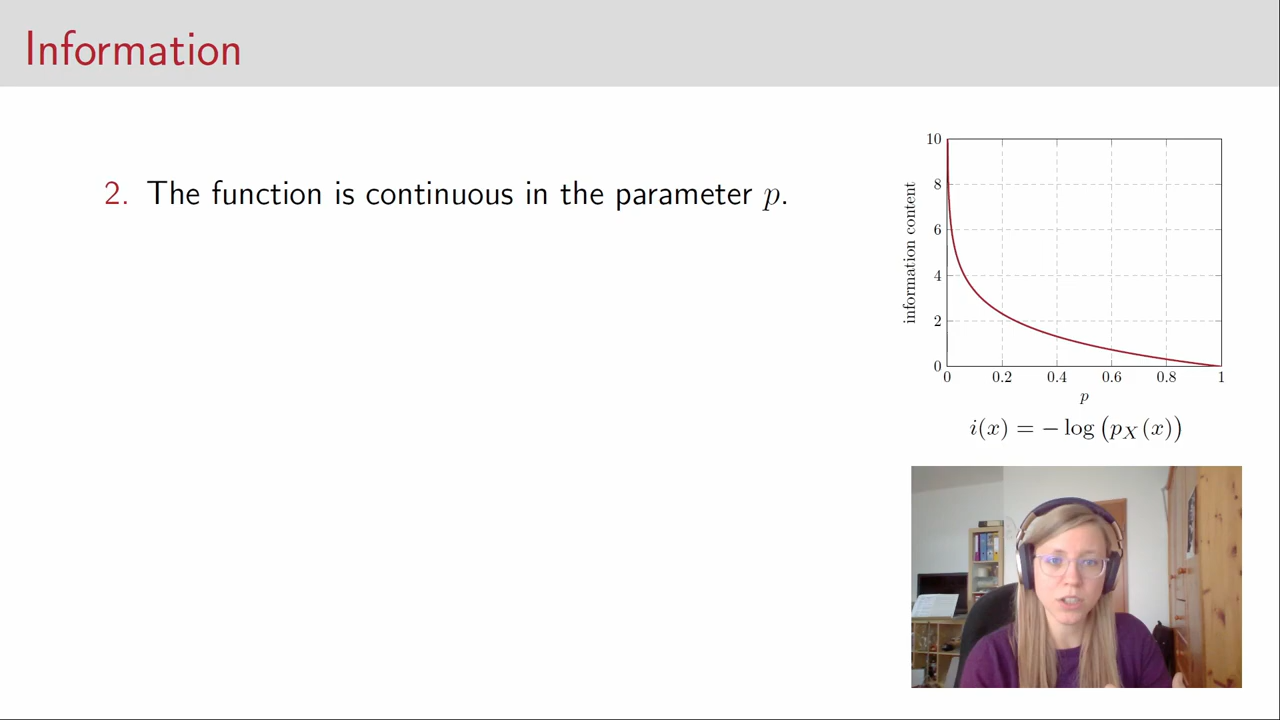 Information
2. The function is continuous in the parameter p.
10
8
6
4
2
0
information content
0 0.2 0.4 0.6 0.8 1
p
i(x) = − log (p_X(x))